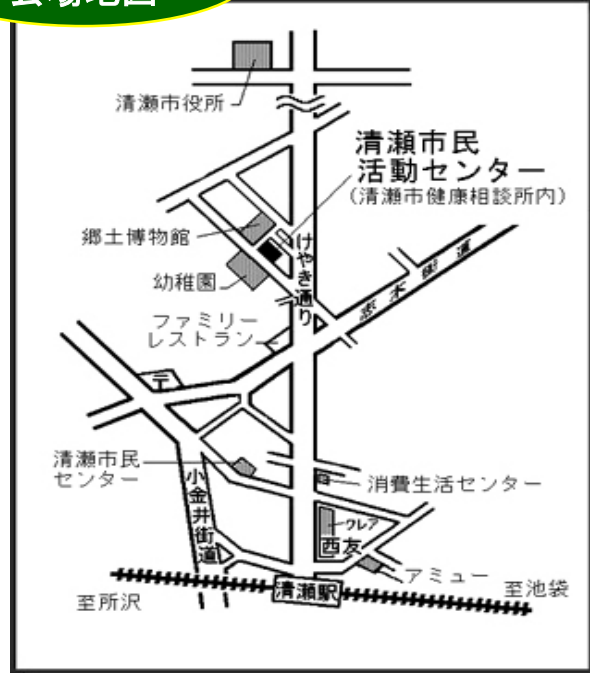 会場地図
清瀬市役所
清瀬市民
活動センター
(清瀬市健康相談所内)
郷土博物館
けやき通り
志木街道
幼稚園
ファミリー
レストラン
〒
清瀬市民
センター
小金井街道
消費生活センター
クレア
西友
アミュー
清瀬駅
至池袋
至所沢